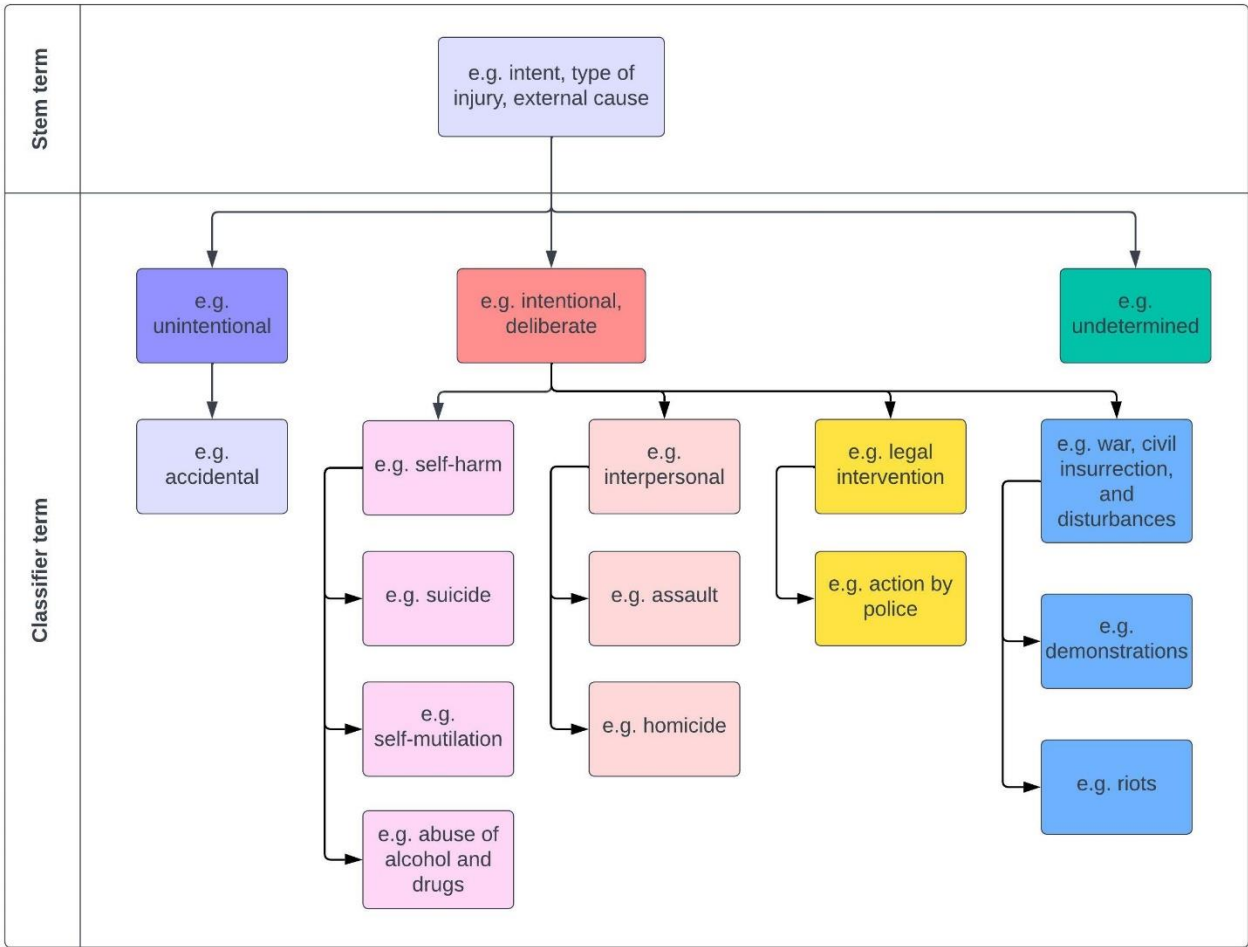 Stem term
e.g. intent, type of
injury, external cause
Classifier term
e.g.
unintentional
e.g. intentional,
deliberate
e.g.
undetermined
e.g.
accidental
e.g. self-harm
e.g.
interpersonal
e.g. legal
intervention
e.g. war, civil
insurrection,
and
disturbances
e.g. suicide
e.g. assault
e.g. action by
police
e.g.
demonstrations
e.g.
self-mutilation
e.g. homicide
e.g. riots
e.g. abuse of
alcohol and
drugs